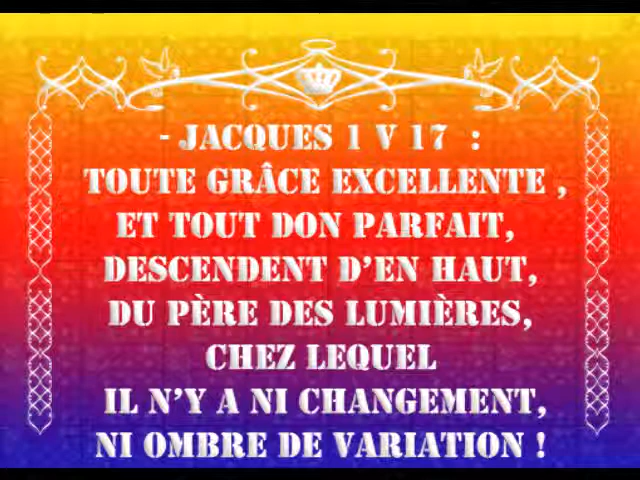 - JACQUES 1 V 17 :
TOUTE GRÂCE EXCELLENTE ,
ET TOUT DON PARFAIT,
DESCENDENT D'EN HAUT,
DU PÈRE DES LUMIÈRES,
CHEZ LEQUEL
IL N'Y A NI CHANGEMENT,
NI OMBRE DE VARIATION !